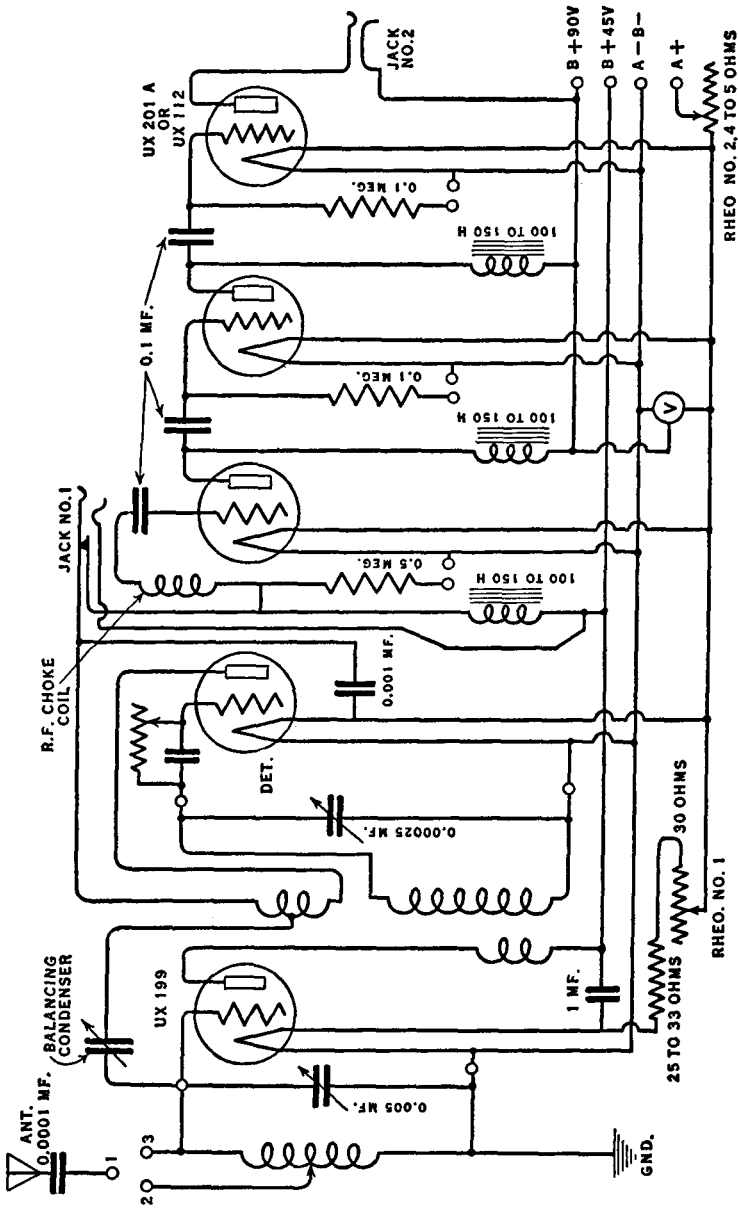 ANT.
0.0001 MF.
1
2
3
BALANCING
CONDENSER
UX 199
0.005 MF.
GND.
1 MF.
25 TO 33 OHMS
30 OHMS
RHEO. NO. 1
R.F. CHOKE
COIL
DET.
0.00025 MF.
0.001 MF.
JACK NO.1
0.5 MEG.
100 TO 150 H
0.1 MF.
0.1 MEG.
100 TO 150 H
V
0.1 MEG.
100 TO 150 H
UX 201 A
OR
UX 112
JACK
NO.2
B + 90V
B + 45V
A - B -
A +
RHEO NO. 2, 4 TO 5 OHMS